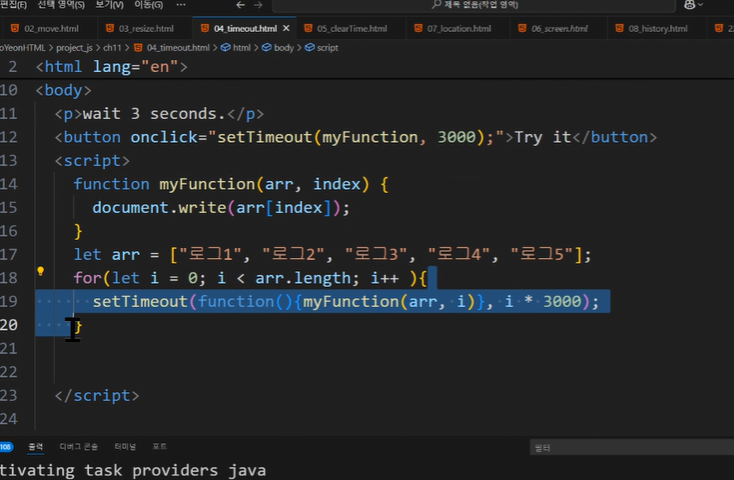 편집(E) 선택 영역(S) 보기(V) 이동(G) ··· ← → 제목 없음(작업 영역)
02_move.html 03_resize.html 04_timeout.html × 05_clearTime.html 07_location.html 06_screen.html 08_history.html 2
oYeonHTML > project_js > ch11 > 04_timeout.html > html > body > script
2 <html lang="en">
10 <body>
11 <p>wait 3 seconds.</p>
12 <button onclick="setTimeout(myFunction, 3000);">Try it</button>
13 <script>
14 function myFunction(arr, index) {
15 document.write(arr[index]);
16 }
17 let arr = ["로그1", "로그2", "로그3", "로그4", "로그5"];
18 for(let i = 0; i < arr.length; i++ ){
19 setTimeout(function(){myFunction(arr, i)}, i * 3000);
20 }
21
22
23 </script>
24
108 출력 디버그 콘솔 터미널 포트 필터
tivating task providers java